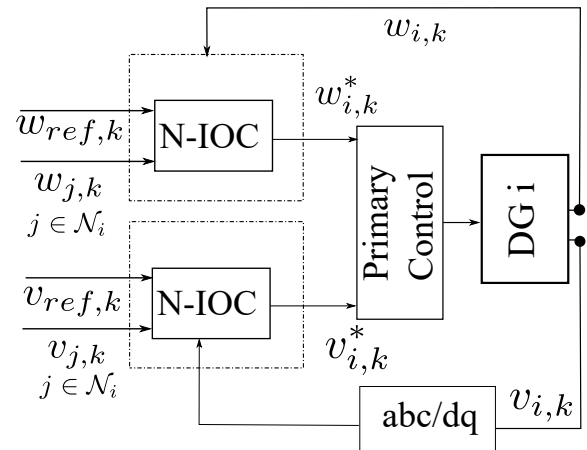 w_{i,k}
w_{ref,k}
N-IOC
w^*_{i,k}
w_{j,k}
j ∈ 𝒩_i
Primary
Control
DG i
v_{ref,k}
N-IOC
v^*_{i,k}
v_{j,k}
j ∈ 𝒩_i
abc/dq
v_{i,k}